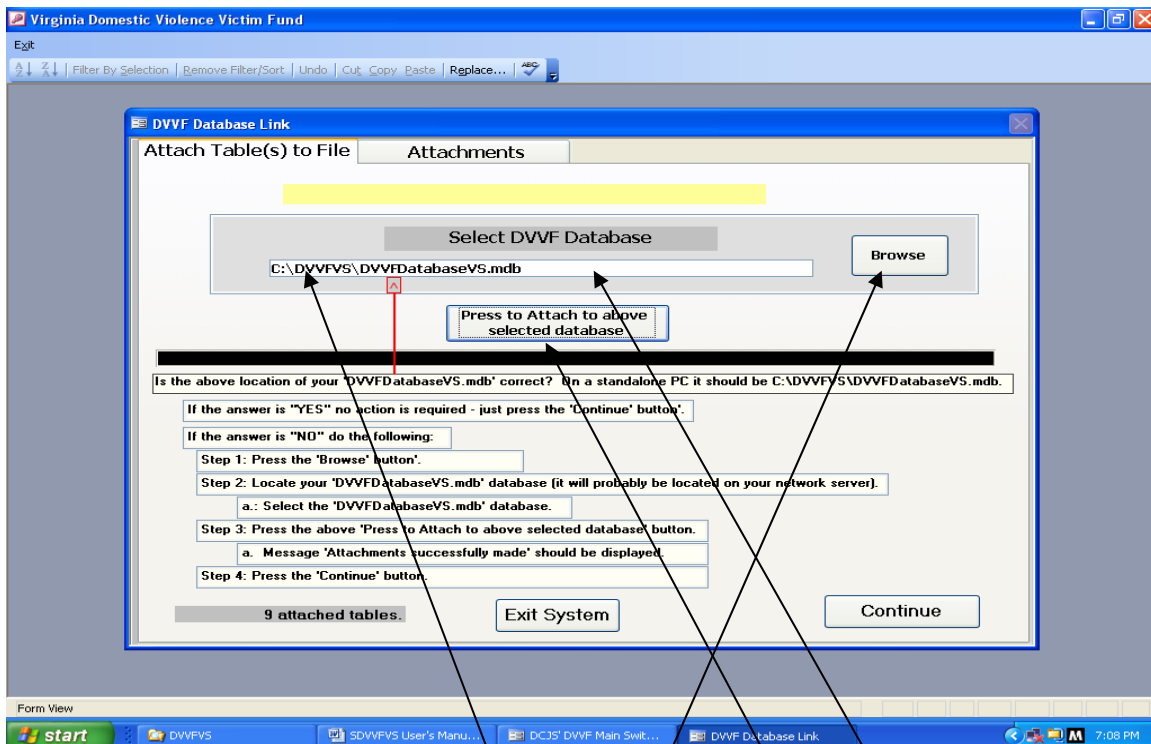 Virginia Domestic Violence Victim Fund
Exit
Filter By Selection | Remove Filter/Sort | Undo | Cut Copy Paste | Replace... | ABC
DVVF Database Link
Attach Table(s) to File Attachments
Select DVVF Database
Browse
C:\DVVFVS\DVVFDatabaseVS.mdb
^
Press to Attach to above
selected database
Is the above location of your 'DVVFDatabaseVS.mdb' correct? On a standalone PC it should be C:\DVVFVS\DVVFDatabaseVS.mdb.
If the answer is "YES" no action is required - just press the 'Continue' button'.
If the answer is "NO" do the following:
Step 1: Press the 'Browse' button'.
Step 2: Locate your 'DVVFDatabaseVS.mdb' database (it will probably be located on your network server).
a.: Select the 'DVVFDatabaseVS.mdb' database.
Step 3: Press the above 'Press to Attach to above selected database' button.
a. Message 'Attachments successfully made' should be displayed.
Step 4: Press the 'Continue' button.
9 attached tables. Exit System Continue
Form View
start DVVFVS SDVVFVS User's Manu... DCJS' DVVF Main Swit... DVVF Database Link M 7:08 PM